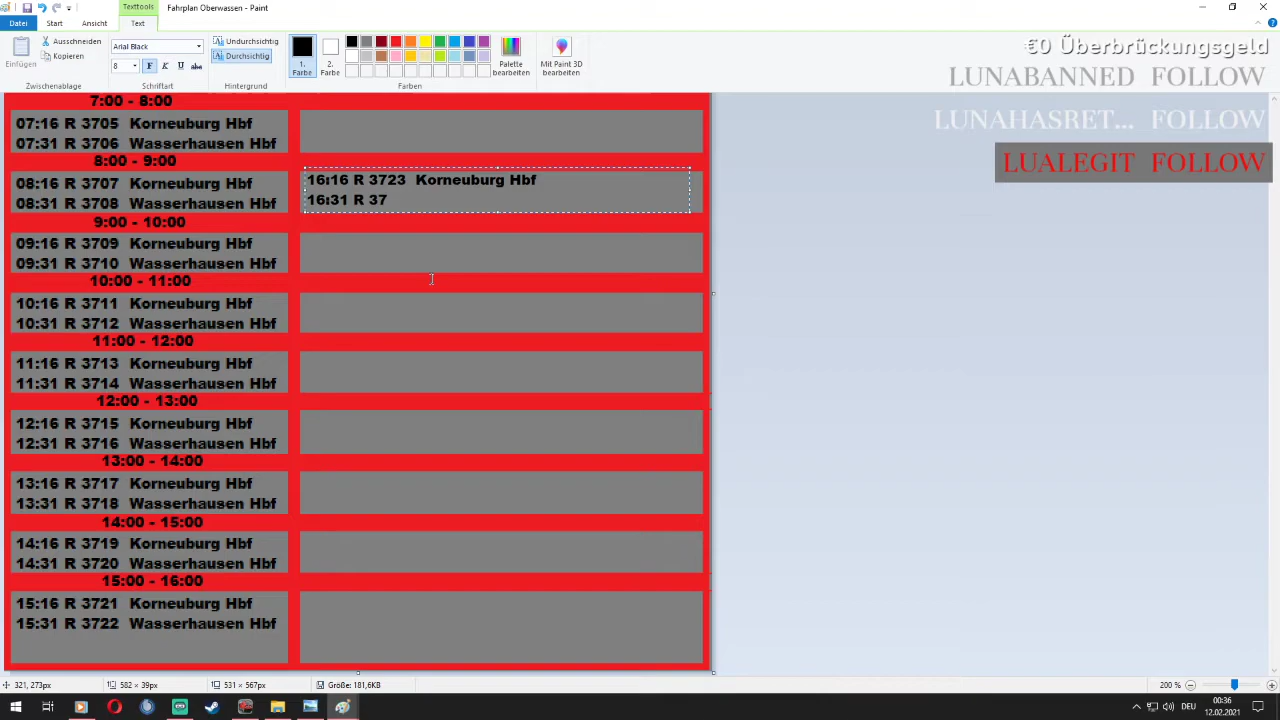 Texttools
Fahrplan Oberwassen - Paint
Datei
Start
Ansicht
Text
Einfügen
Ausschneiden
Kopieren
Zwischenablage
Arial Black
8
F
K
U
abc
Schriftart
Undurchsichtig
Durchsichtig
Hintergrund
1. Farbe
2. Farbe
Palette bearbeiten
Mit Paint 3D bearbeiten
Farben
€0 Überbrückungsgeld
LUNABANNED FOLLOW
LUNAHASRET... FOLLOW
LUALEGIT FOLLOW
7:00 - 8:00
07:16 R 3705 Korneuburg Hbf
07:31 R 3706 Wasserhausen Hbf
8:00 - 9:00
08:16 R 3707 Korneuburg Hbf
08:31 R 3708 Wasserhausen Hbf
9:00 - 10:00
09:16 R 3709 Korneuburg Hbf
09:31 R 3710 Wasserhausen Hbf
10:00 - 11:00
10:16 R 3711 Korneuburg Hbf
10:31 R 3712 Wasserhausen Hbf
11:00 - 12:00
11:16 R 3713 Korneuburg Hbf
11:31 R 3714 Wasserhausen Hbf
12:00 - 13:00
12:16 R 3715 Korneuburg Hbf
12:31 R 3716 Wasserhausen Hbf
13:00 - 14:00
13:16 R 3717 Korneuburg Hbf
13:31 R 3718 Wasserhausen Hbf
14:00 - 15:00
14:16 R 3719 Korneuburg Hbf
14:31 R 3720 Wasserhausen Hbf
15:00 - 16:00
15:16 R 3721 Korneuburg Hbf
15:31 R 3722 Wasserhausen Hbf
16:16 R 3723 Korneuburg Hbf
16:31 R 37
321, 273px
582 × 39px
531 × 567px
Größe: 181,6KB
200 %
DEU
00:36
12.02.2021